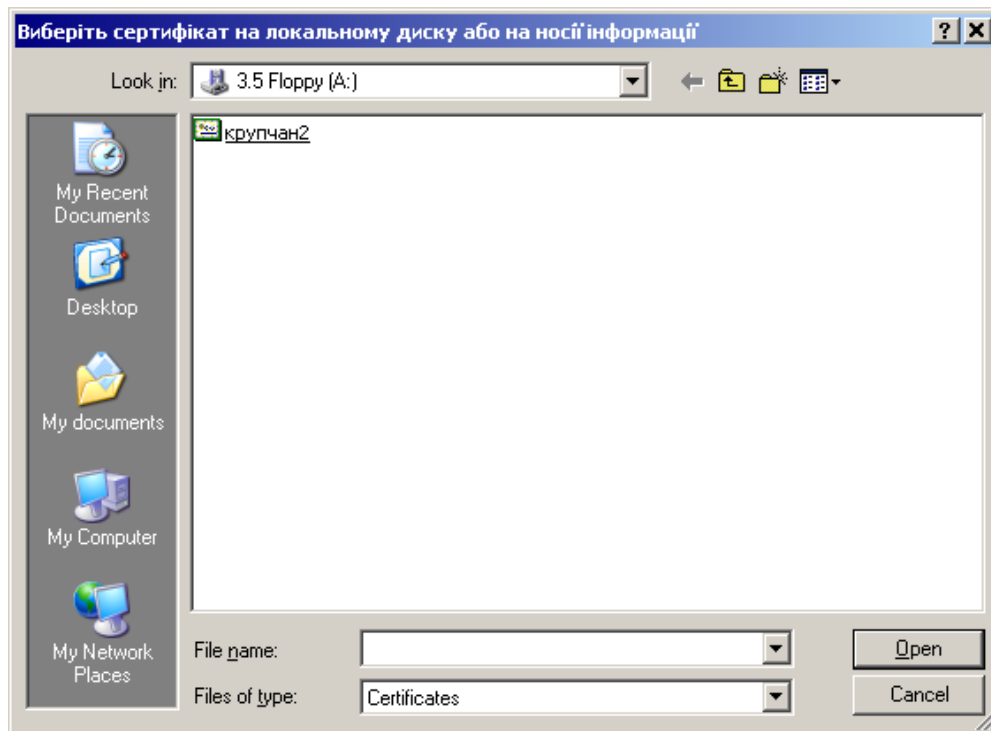 Виберіть сертифікат на локальному диску або на носії інформації
Look in:
3.5 Floppy (A:)
крупчан2
My Recent
Documents
Desktop
My documents
My Computer
My Network
Places
File name:
Open
Files of type:
Certificates
Cancel